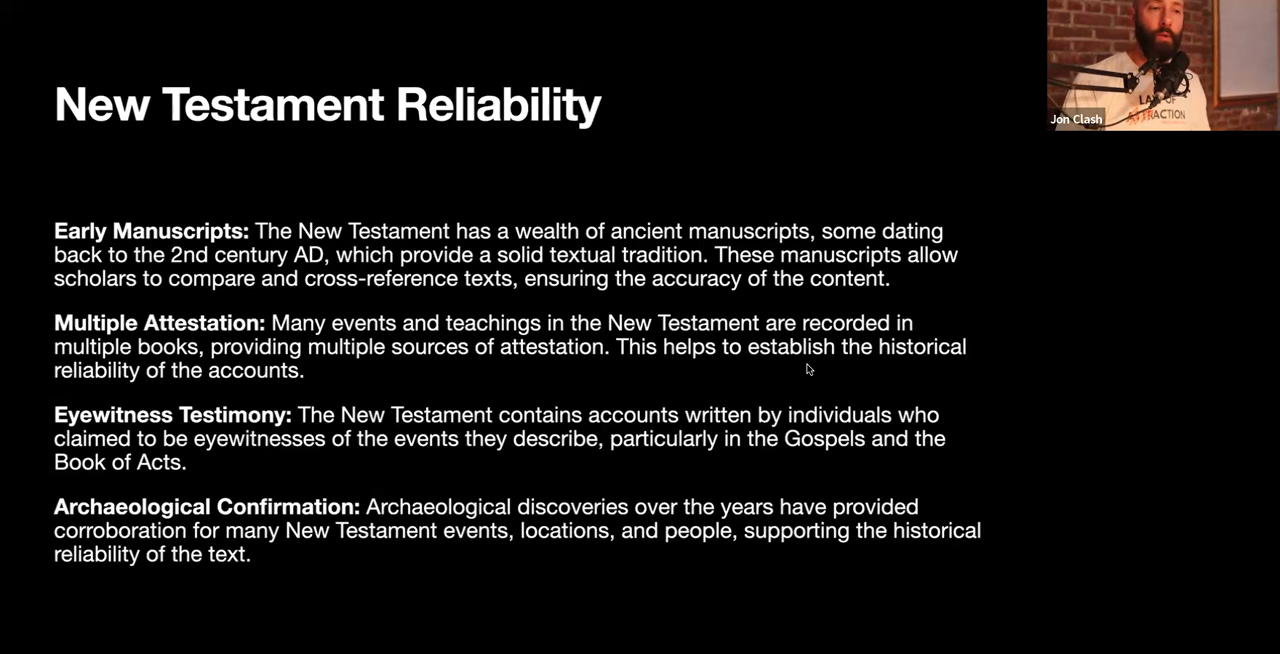 New Testament Reliability
Jon Clash
LAW OF
ATTRACTION
Early Manuscripts: The New Testament has a wealth of ancient manuscripts, some dating
back to the 2nd century AD, which provide a solid textual tradition. These manuscripts allow
scholars to compare and cross-reference texts, ensuring the accuracy of the content.
Multiple Attestation: Many events and teachings in the New Testament are recorded in
multiple books, providing multiple sources of attestation. This helps to establish the historical
reliability of the accounts.
Eyewitness Testimony: The New Testament contains accounts written by individuals who
claimed to be eyewitnesses of the events they describe, particularly in the Gospels and the
Book of Acts.
Archaeological Confirmation: Archaeological discoveries over the years have provided
corroboration for many New Testament events, locations, and people, supporting the historical
reliability of the text.